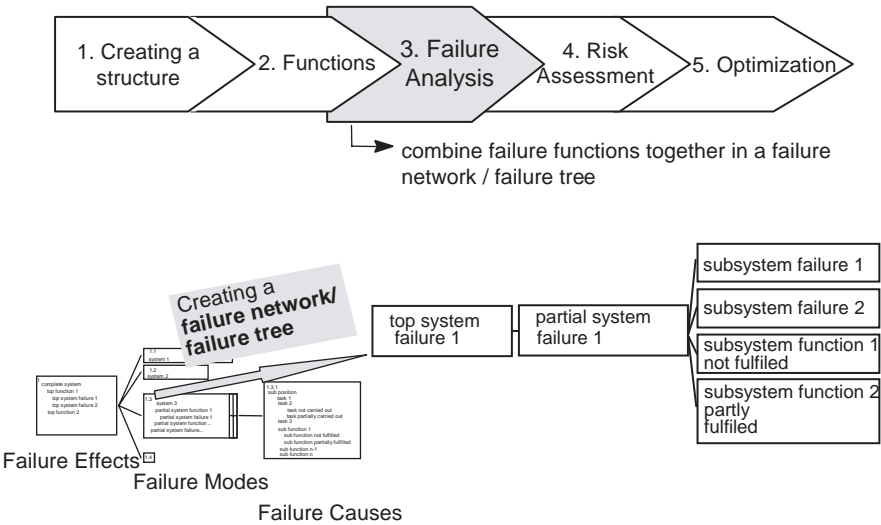 1. Creating a
structure
2. Functions
3. Failure
Analysis
4. Risk
Assessment
5. Optimization
combine failure functions together in a failure
network / failure tree
Creating a
failure network/
failure tree
top system
failure 1
partial system
failure 1
subsystem failure 1
subsystem failure 2
subsystem function 1
not fulfiled
subsystem function 2
partly
fulfiled
1
complete system
top function 1
top system failure 1
top system failure 2
top function 2
1.1
system 1
1.2
system 2
1.3
system 3
partial system function 1
partial system failure 1
partial system function ..
partial system failure...
1.4
1.3.1
sub position
task 1
task 2
task not carried out
task partially carried out
task 3
sub function 1
sub function not fulfilled
sub function partially fulfilled
sub function n-1
sub function n
Failure Effects
Failure Modes
Failure Causes